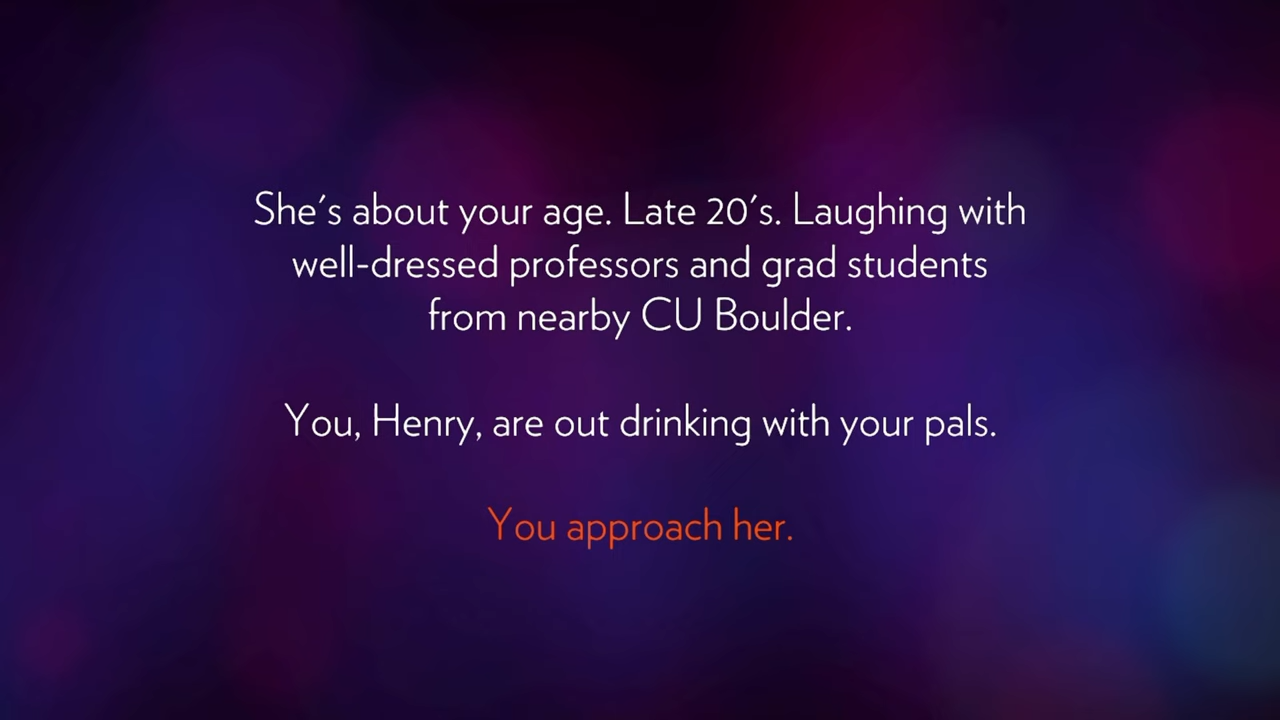 She's about your age. Late 20's. Laughing with
well-dressed professors and grad students
from nearby CU Boulder.
You, Henry, are out drinking with your pals.
You approach her.